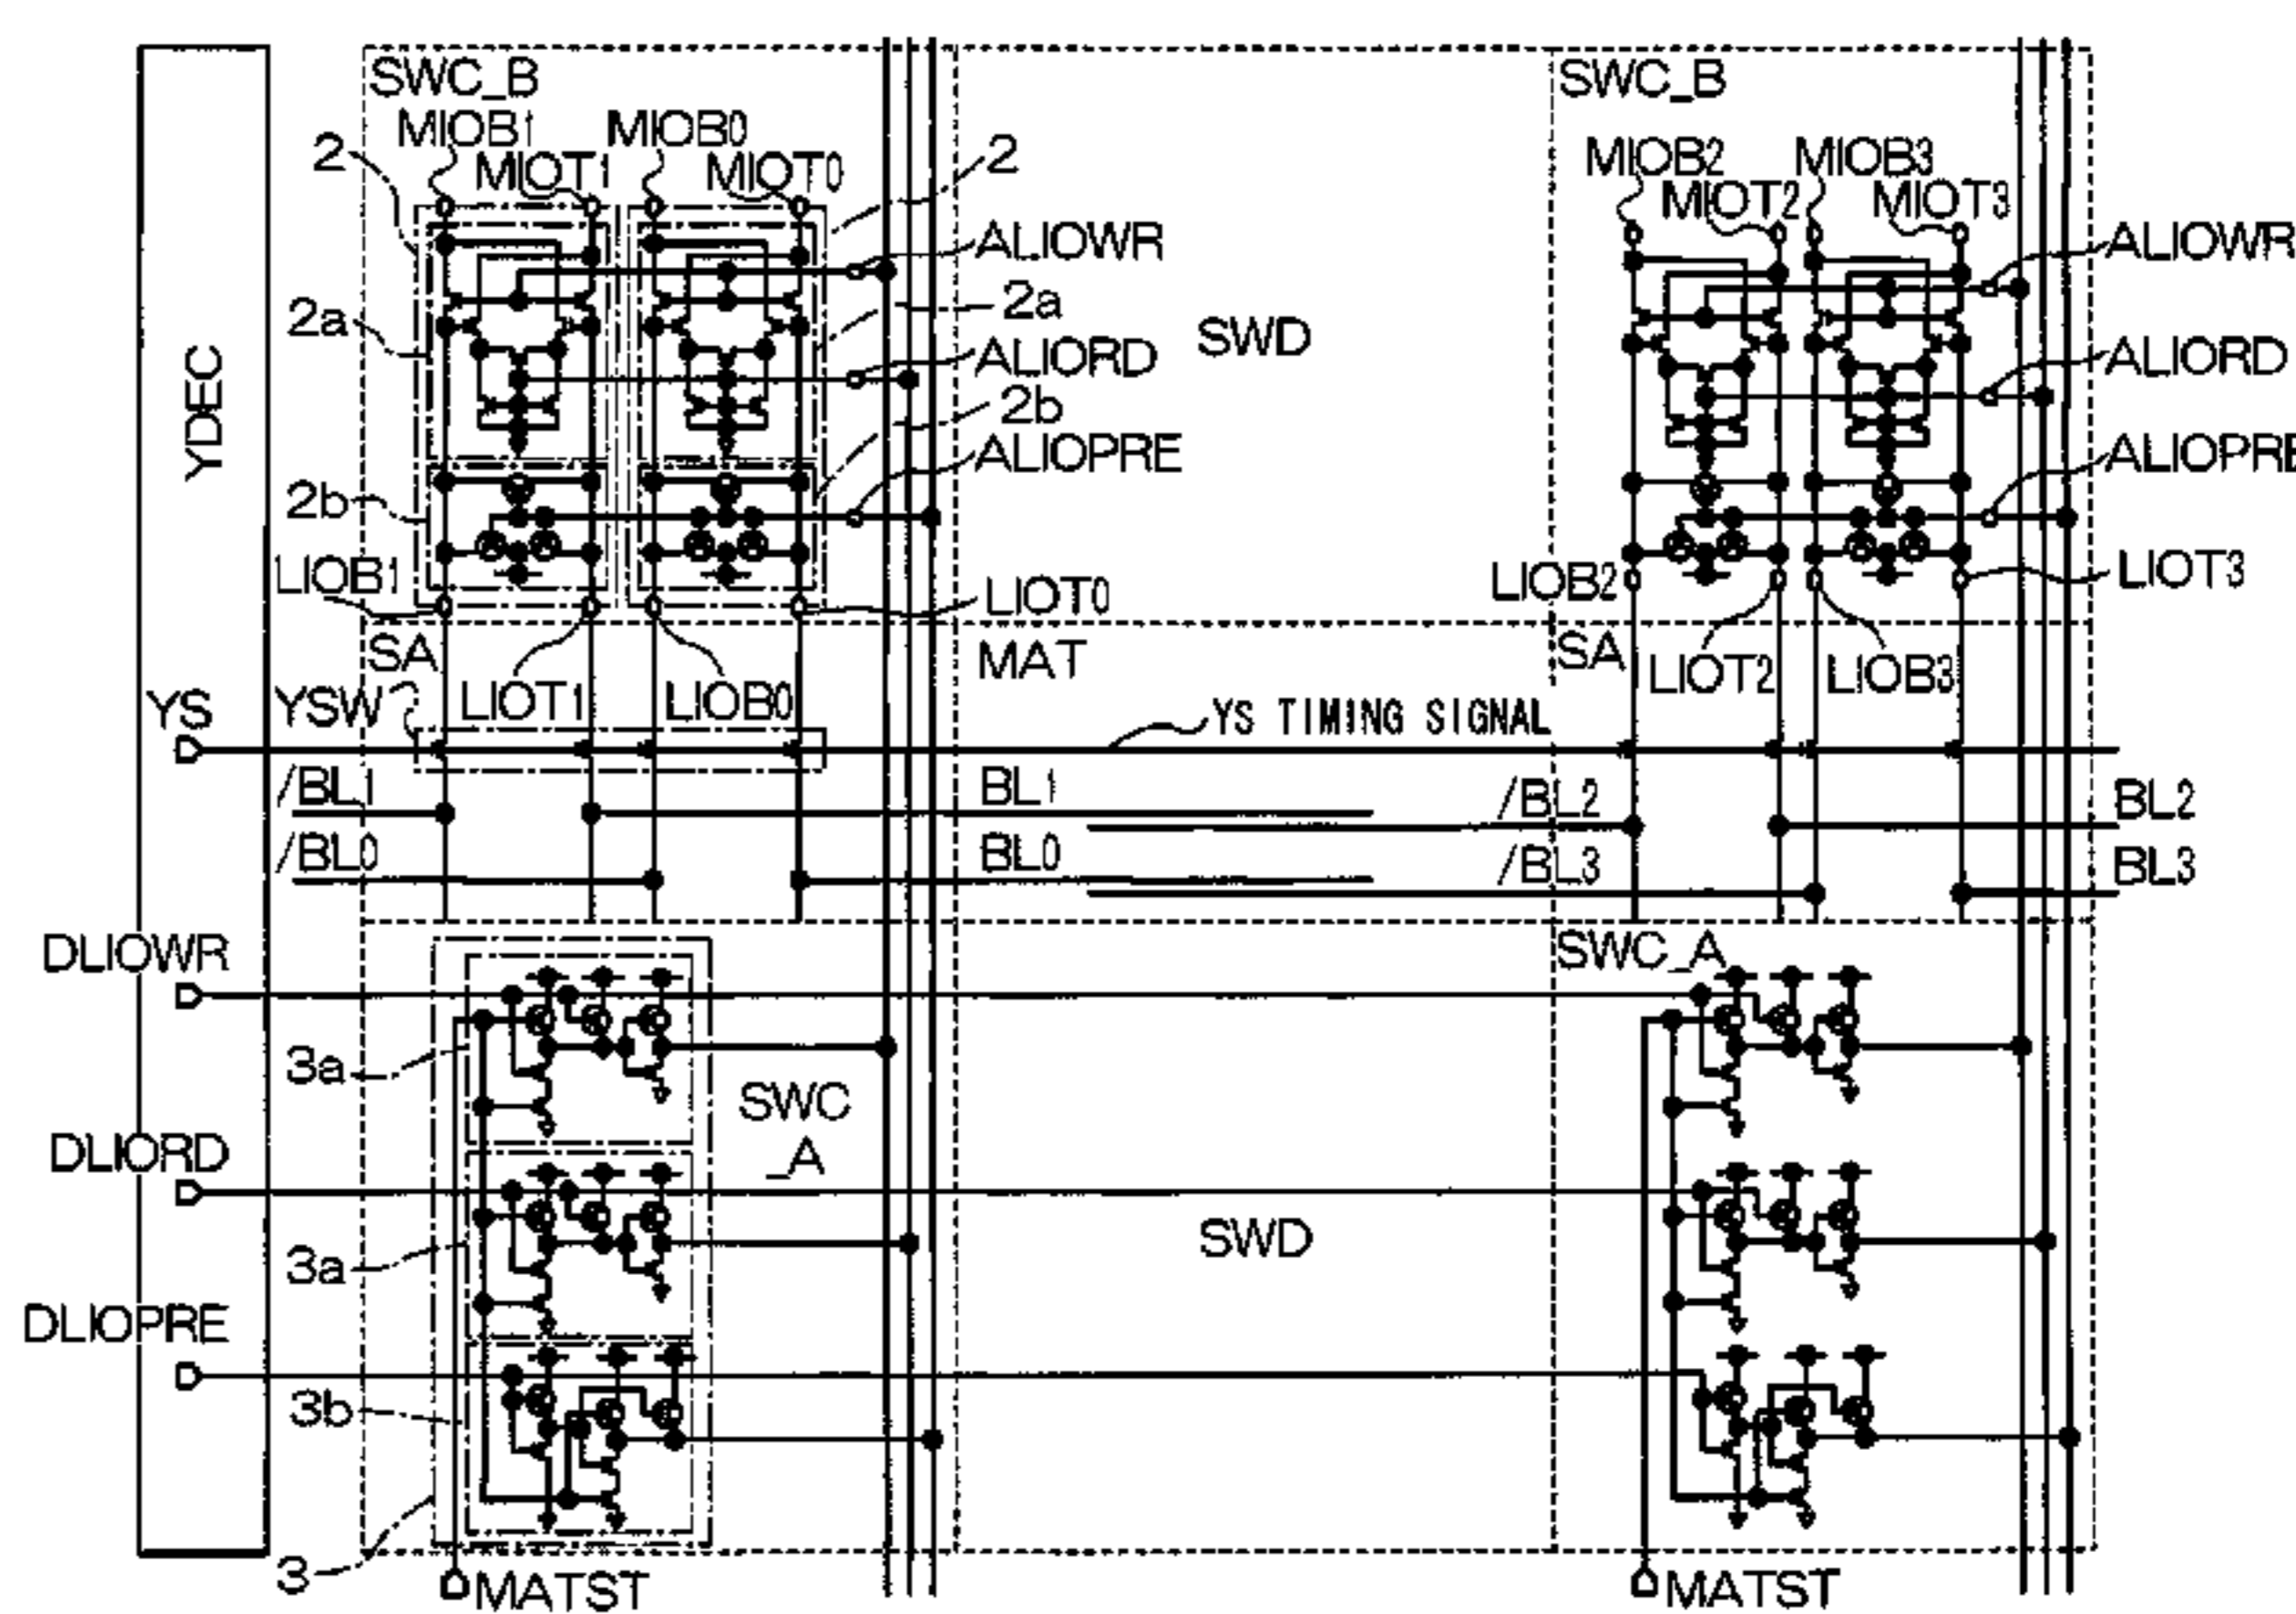 SWC_B
SWC_B
MIOB1
MIOB0
MIOB2
MIOB3
2
MIOT1
MIOT0
2
MIOT2
MIOT3
ALIOWR
ALIOWR
2a
2a
SWD
ALIORD
ALIORD
YDEC
2b
ALIOPRE
ALIOPRE
2b
LIOB1
LIOT0
LIOB2
LIOT3
SA
MAT
SA
YS
YSW
LIOT1
LIOB0
LIOT2
LIOB3
YS TIMING SIGNAL
/BL1
BL1
/BL2
BL2
/BL0
BL0
/BL3
BL3
DLIOWR
SWC_A
3a
SWC
_A
DLIORD
SWD
3a
DLIOPRE
3b
3
MATST
MATST